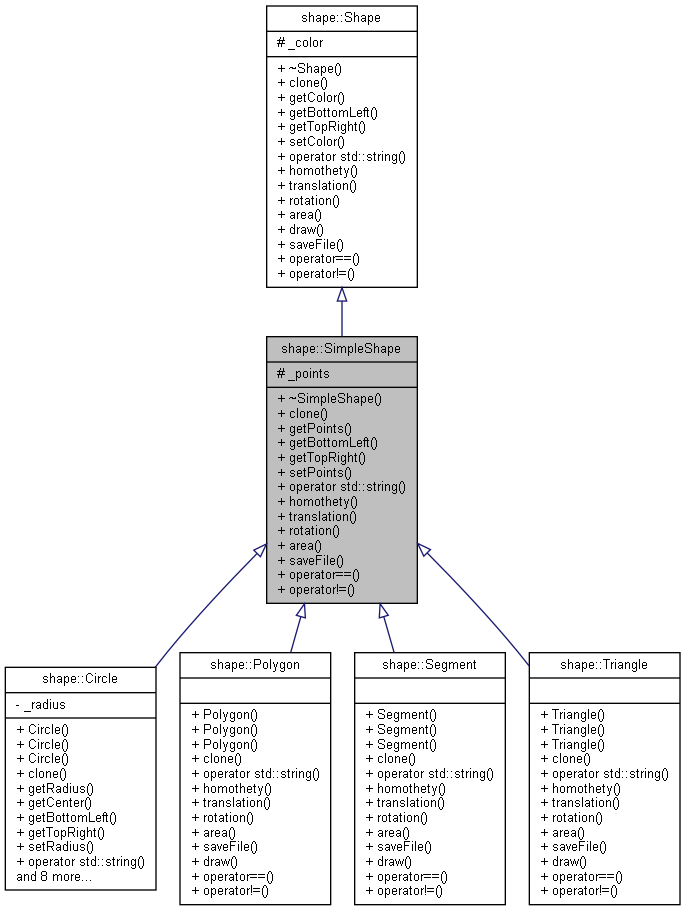 shape::Shape
# _color
+ ~Shape()
+ clone()
+ getColor()
+ getBottomLeft()
+ getTopRight()
+ setColor()
+ operator std::string()
+ homothety()
+ translation()
+ rotation()
+ area()
+ draw()
+ saveFile()
+ operator==()
+ operator!=()
shape::SimpleShape
# _points
+ ~SimpleShape()
+ clone()
+ getPoints()
+ getBottomLeft()
+ getTopRight()
+ setPoints()
+ operator std::string()
+ homothety()
+ translation()
+ rotation()
+ area()
+ saveFile()
+ operator==()
+ operator!=()
shape::Circle
- _radius
+ Circle()
+ Circle()
+ Circle()
+ clone()
+ getRadius()
+ getCenter()
+ getBottomLeft()
+ getTopRight()
+ setRadius()
+ operator std::string()
and 8 more...
shape::Polygon
+ Polygon()
+ Polygon()
+ Polygon()
+ clone()
+ operator std::string()
+ homothety()
+ translation()
+ rotation()
+ area()
+ saveFile()
+ draw()
+ operator==()
+ operator!=()
shape::Segment
+ Segment()
+ Segment()
+ Segment()
+ clone()
+ operator std::string()
+ homothety()
+ translation()
+ rotation()
+ area()
+ saveFile()
+ draw()
+ operator==()
+ operator!=()
shape::Triangle
+ Triangle()
+ Triangle()
+ Triangle()
+ clone()
+ operator std::string()
+ homothety()
+ translation()
+ rotation()
+ area()
+ saveFile()
+ draw()
+ operator==()
+ operator!=()